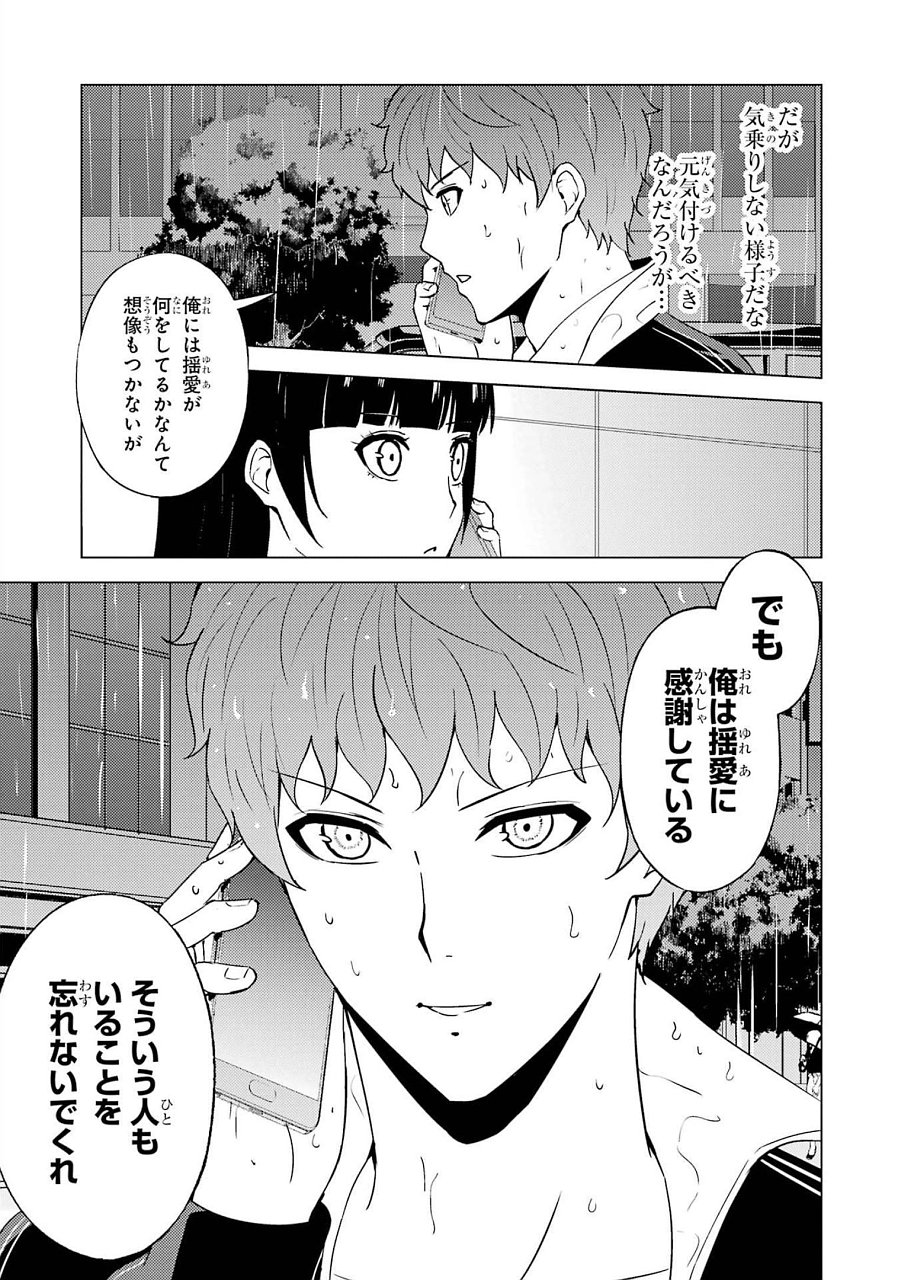 だが
気乗りしない様子だな
元気付けるべき
なんだろうが…
俺には揺愛が
何をしてるかなんて
想像もつかないが
でも
俺は揺愛に
感謝している
そういう人も
いることを
忘れないでくれ